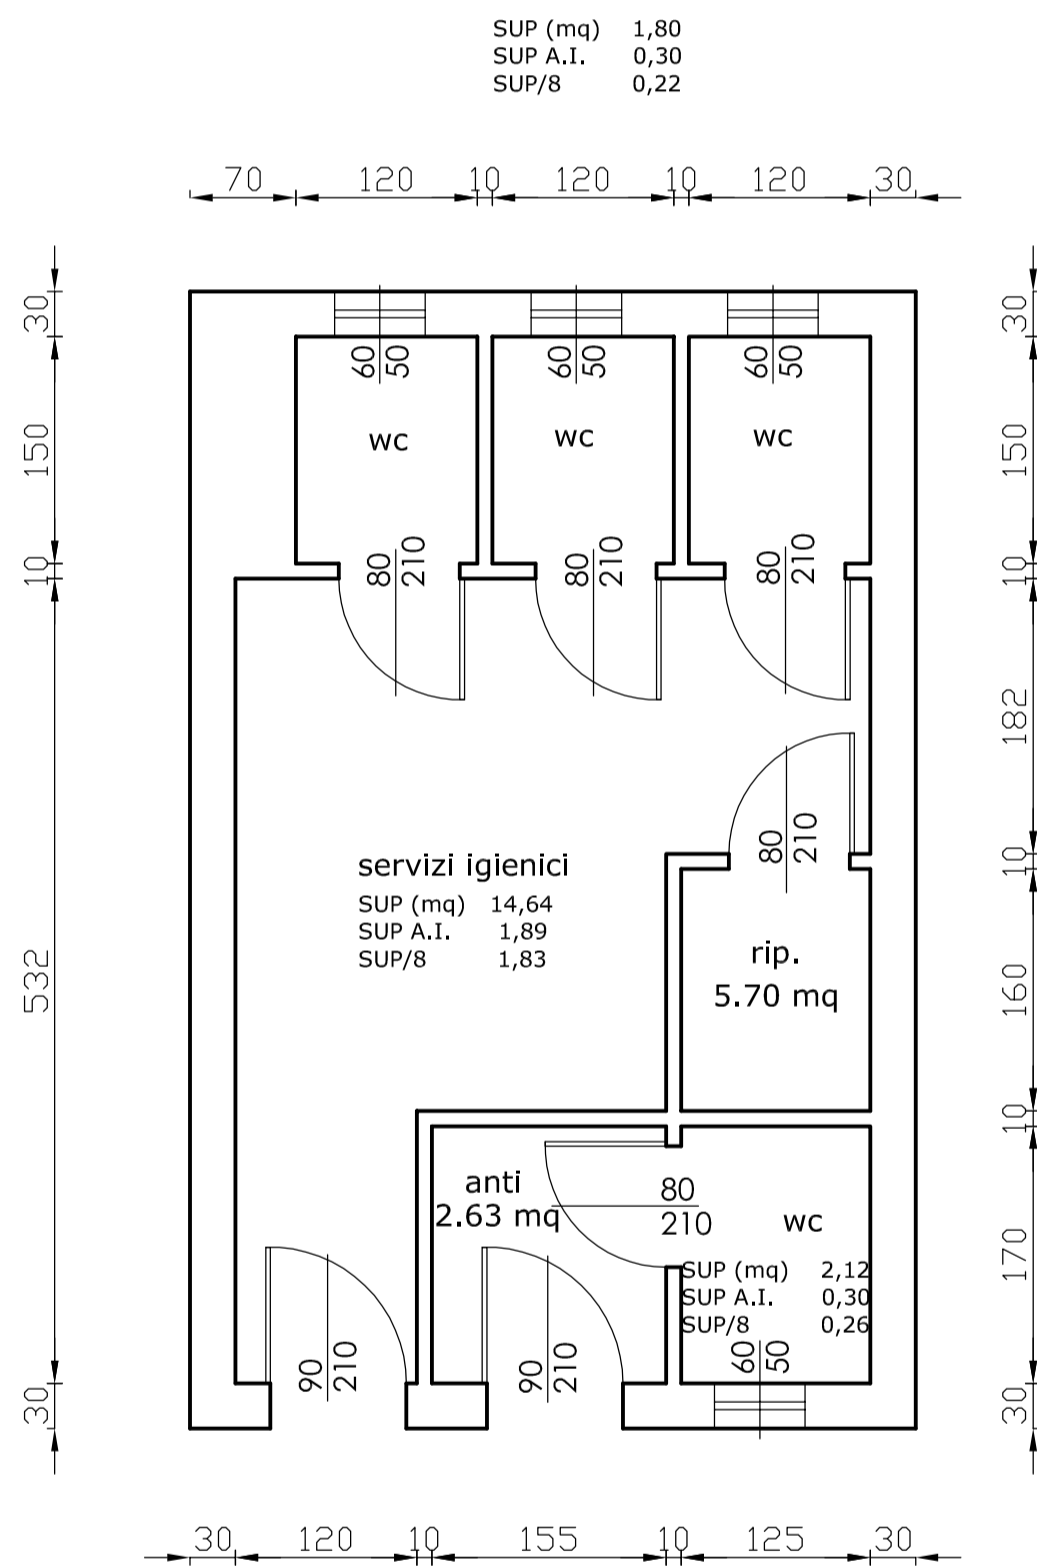 SUP (mq) 1,80
SUP A.I. 0,30
SUP/8 0,22
70 120 10 120 10 120 30
30
150
10
532
30
30
150
10
182
10
160
10
170
30
60
50
60
50
60
50
wc
wc
wc
80
210
80
210
80
210
80
210
servizi igienici
SUP (mq) 14,64
SUP A.I. 1,89
SUP/8 1,83
rip.
5.70 mq
anti
2.63 mq
80
210
wc
SUP (mq) 2,12
SUP A.I. 0,30
SUP/8 0,26
60
50
90
210
90
210
30 120 10 155 10 125 30